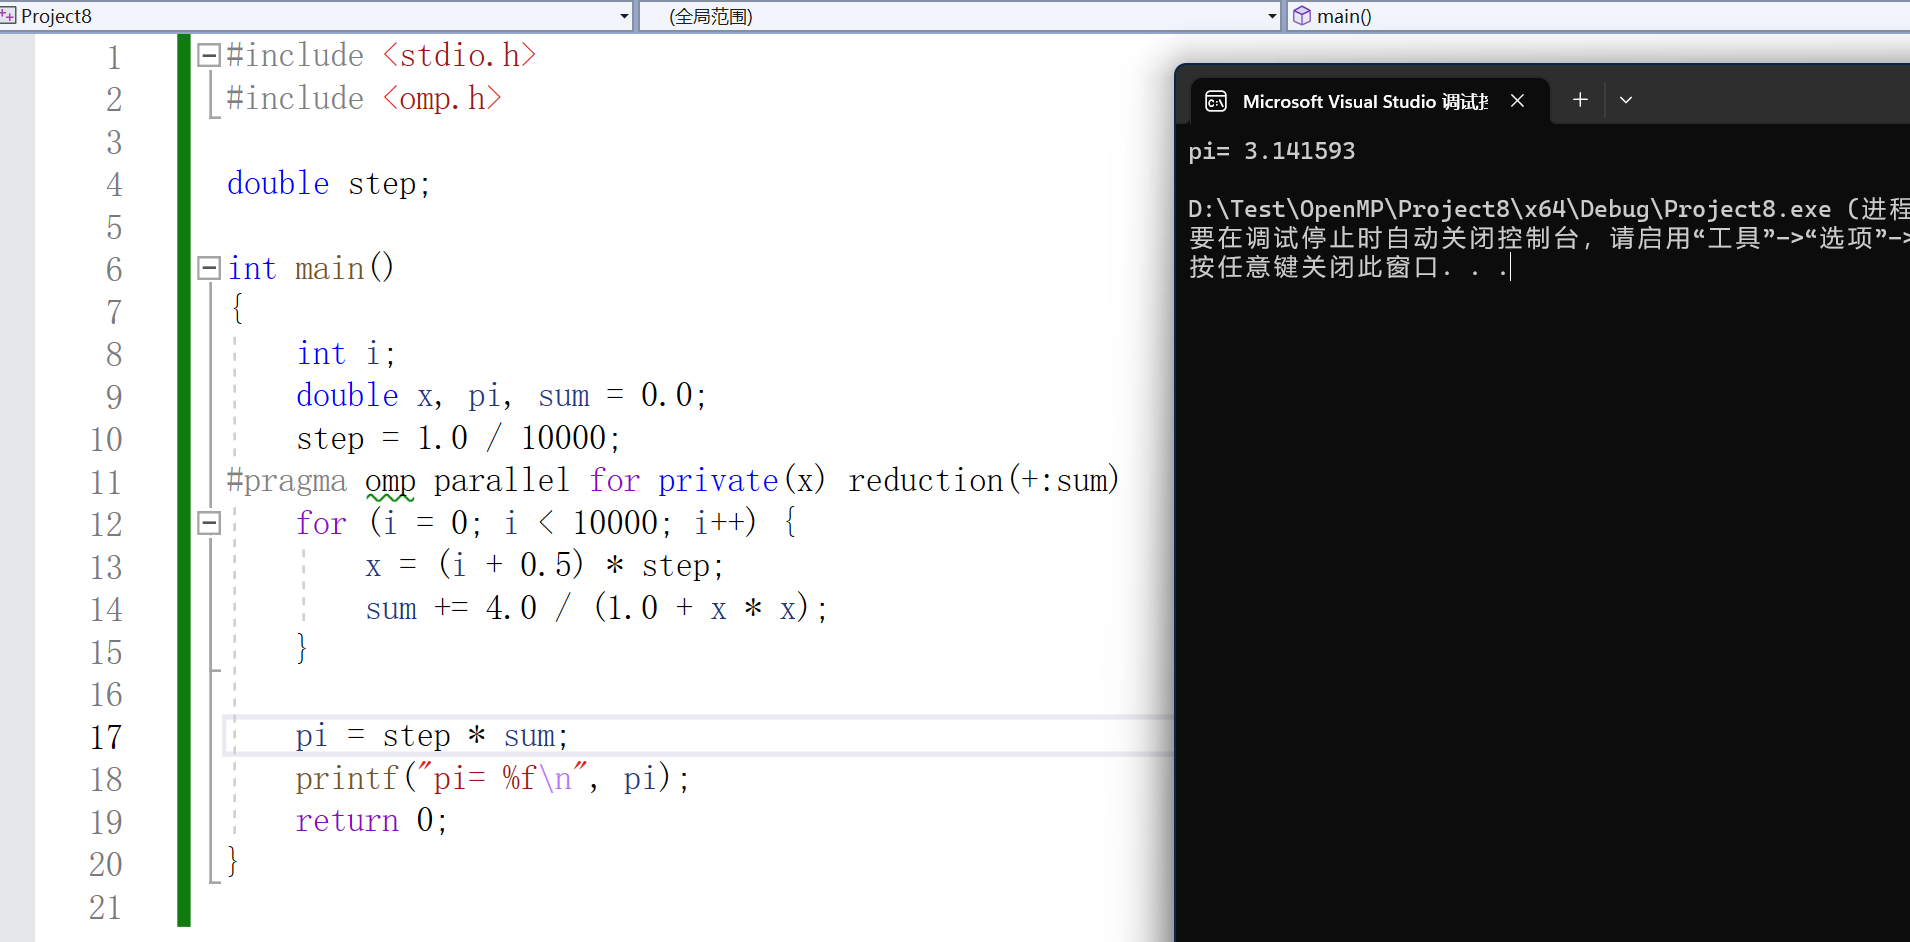 Project8
(全局范围)
main()
1 #include <stdio.h>
2 #include <omp.h>
3
4 double step;
5
6 int main()
7 {
8 int i;
9 double x, pi, sum = 0.0;
10 step = 1.0 / 10000;
11 #pragma omp parallel for private(x) reduction(+:sum)
12 for (i = 0; i < 10000; i++) {
13 x = (i + 0.5) * step;
14 sum += 4.0 / (1.0 + x * x);
15 }
16
17 pi = step * sum;
18 printf("pi= %f\n", pi);
19 return 0;
20 }
21
Microsoft Visual Studio 调试
pi= 3.141593
D:\Test\OpenMP\Project8\x64\Debug\Project8.exe (进程
要在调试停止时自动关闭控制台, 请启用“工具”->“选项”->
按任意键关闭此窗口. . .